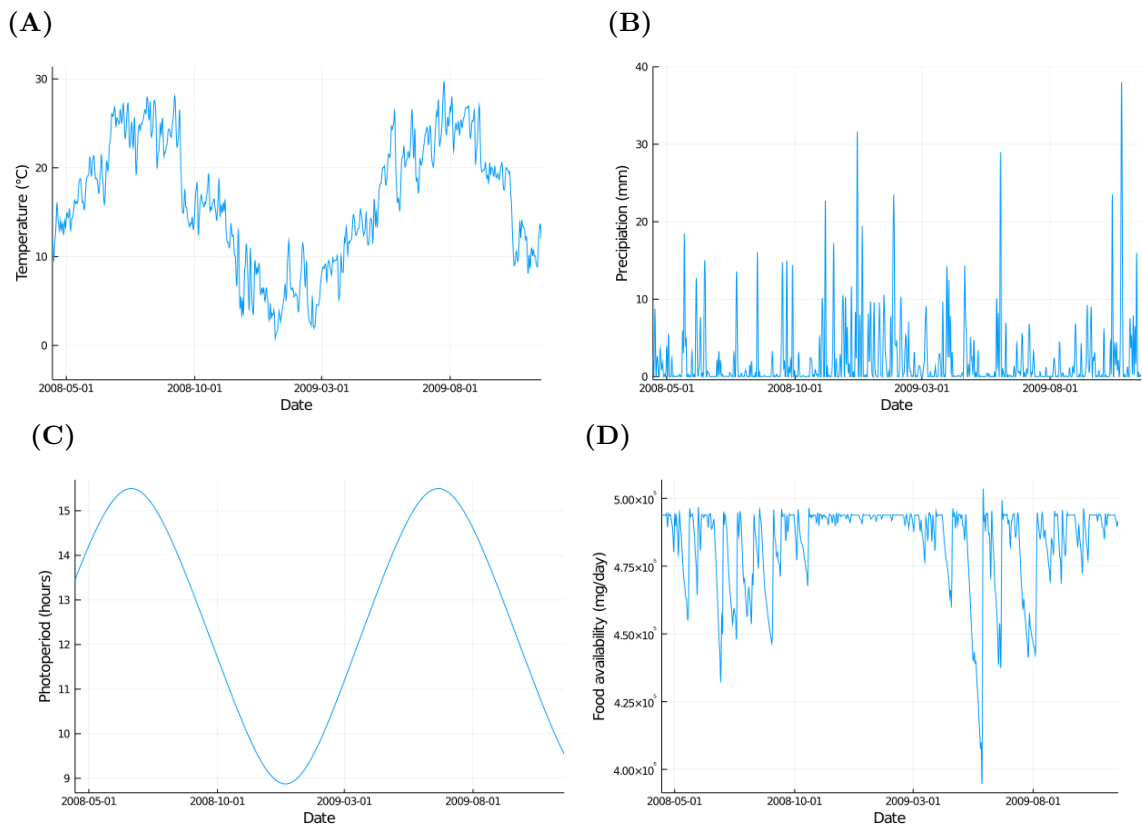 (A)
30
20
10
0
Temperature (°C)
2008-05-01 2008-10-01 2009-03-01 2009-08-01
Date
(B)
40
30
20
10
0
Precipiation (mm)
2008-05-01 2008-10-01 2009-03-01 2009-08-01
Date
(C)
15
14
13
12
11
10
9
Photoperiod (hours)
2008-05-01 2008-10-01 2009-03-01 2009-08-01
Date
(D)
5.00×10⁵
4.75×10⁵
4.50×10⁵
4.25×10⁵
4.00×10⁵
Food availability (mg/day)
2008-05-01 2008-10-01 2009-03-01 2009-08-01
Date